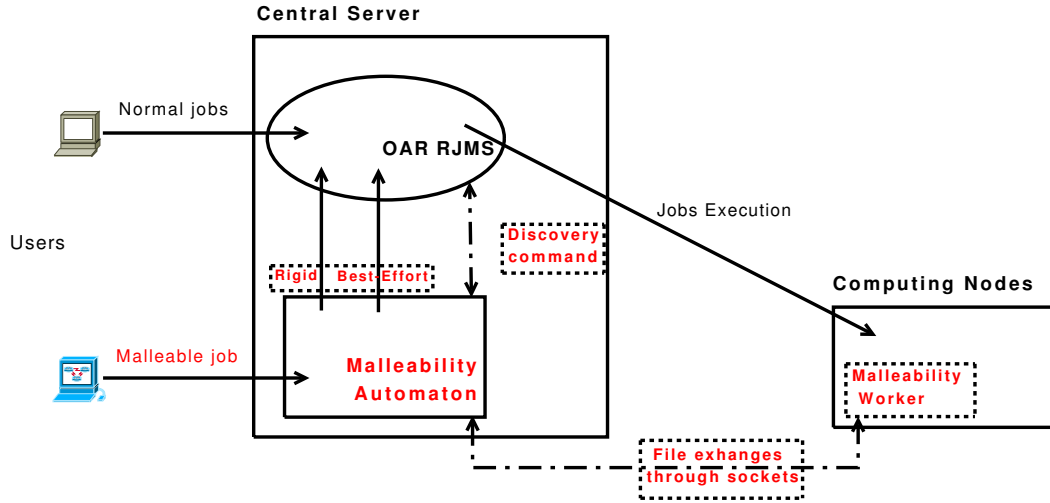 Central Server
Normal jobs
OAR RJMS
Jobs Execution
Users
Discovery
command
Rigid
Best-Effort
Computing Nodes
Malleable job
Malleability
Automaton
Malleability
Worker
File exhanges
through sockets